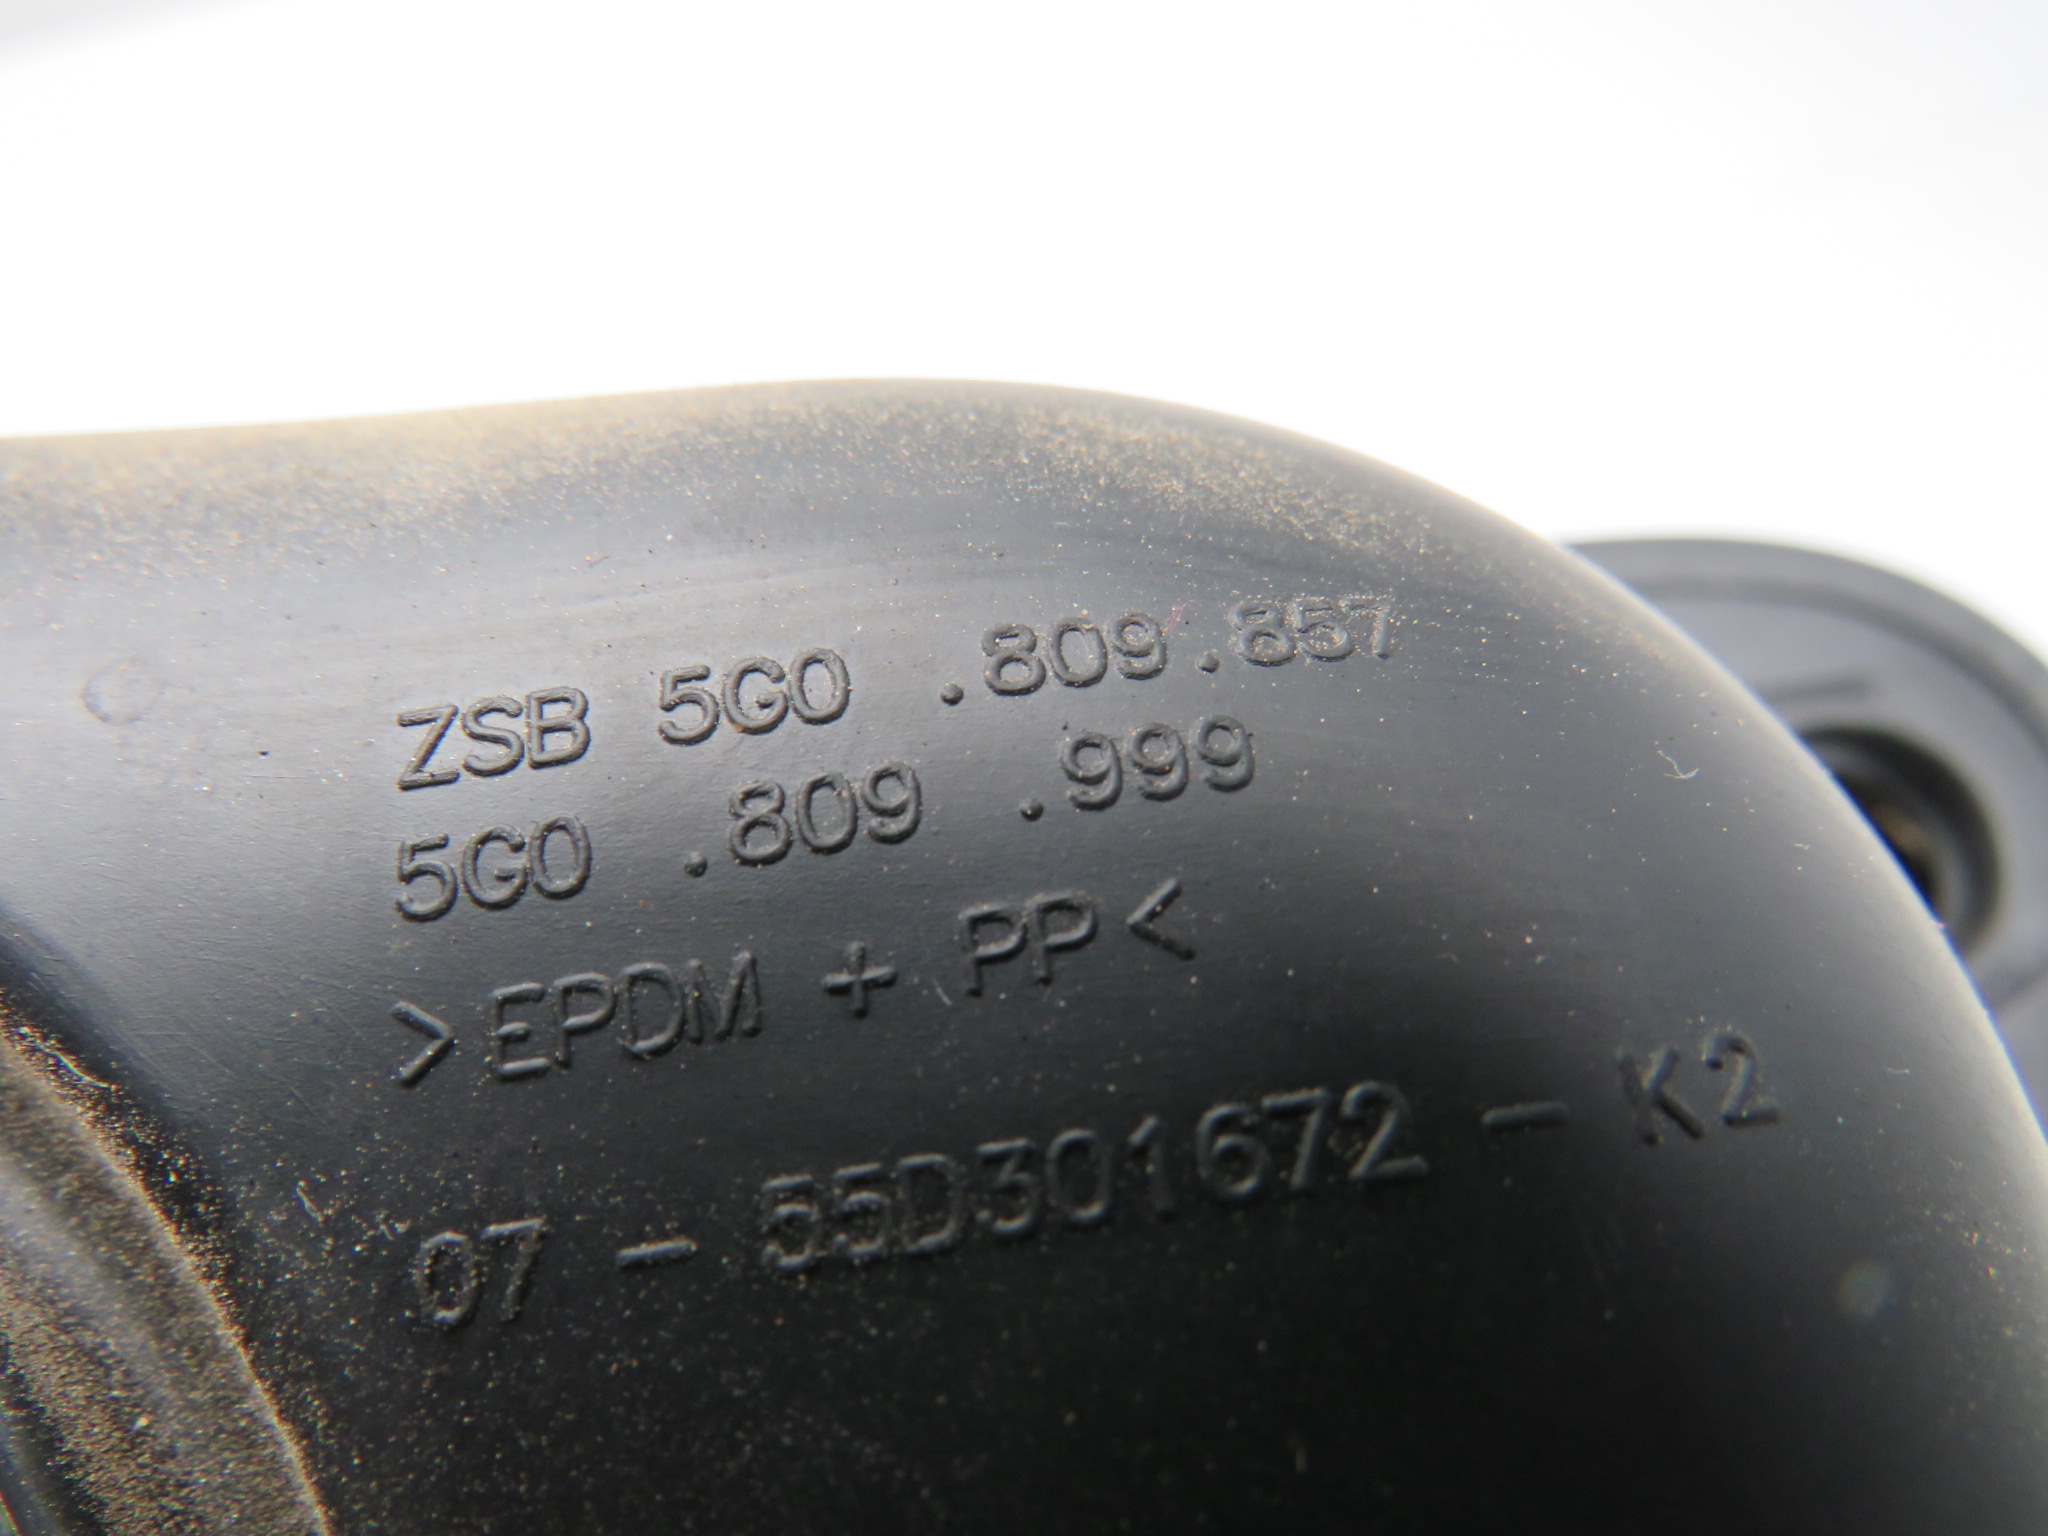 ZSB 5G0 .809.857
5G0 .809 .999
>EPDM + PP<
07 - 55D301672 - K2